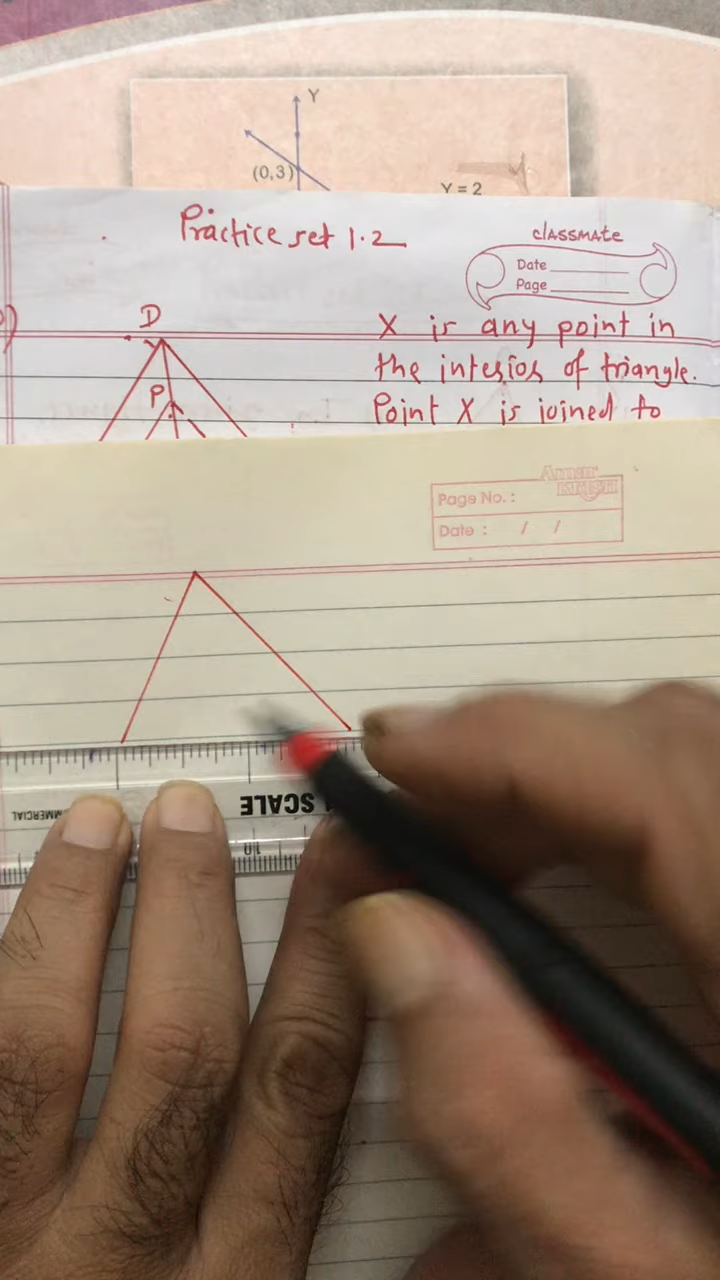 Y
(0,3)
Y = 2
Practice set 1.2
classmate
Date
Page
D
X is any point in
the interior of triangle.
P
Point X is joined to
Page No. :
Date : / /
SCALE
10